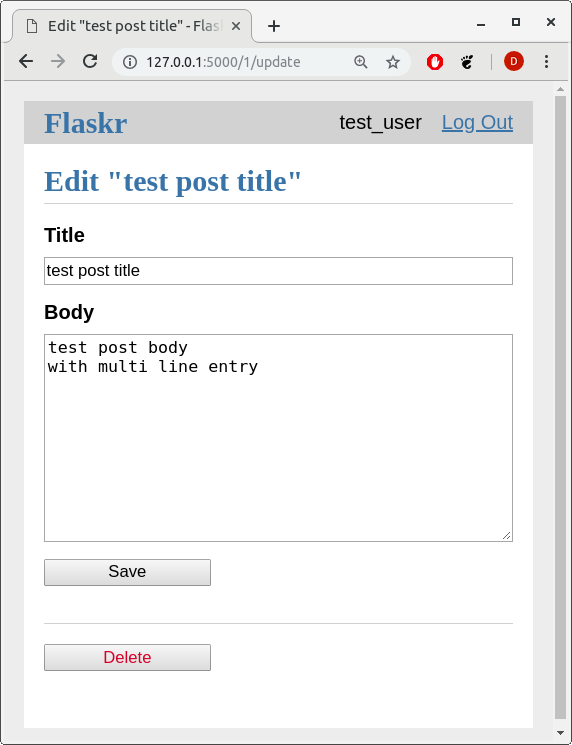 Edit "test post title" - Flas
127.0.0.1:5000/1/update
D
Flaskr
test_user
Log Out
Edit "test post title"
Title
test post title
Body
test post body
with multi line entry
Save
Delete